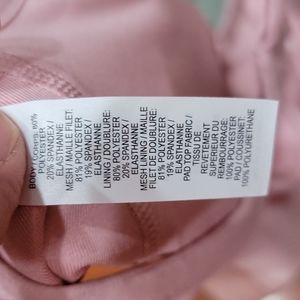 BODY / CORPS: 80%
POLYESTER
20% SPANDEX /
ELASTHANNE
MESH / MAILLE FILET:
81% POLYESTER
19% SPANDEX /
ELASTHANNE
LINING / DOUBLURE:
80% POLYESTER
20% SPANDEX /
ELASTHANNE
MESH LINING / MAILLE
FILET DE DOUBLURE:
81% POLYESTER
19% SPANDEX /
ELASTHANNE
PAD TOP FABRIC /
TISSU DE
REVETEMENT
SUPERIEUR DU
REMBOURRAGE:
100% POLYESTER
PAD / COUSSINET:
100% POLYURETHANE